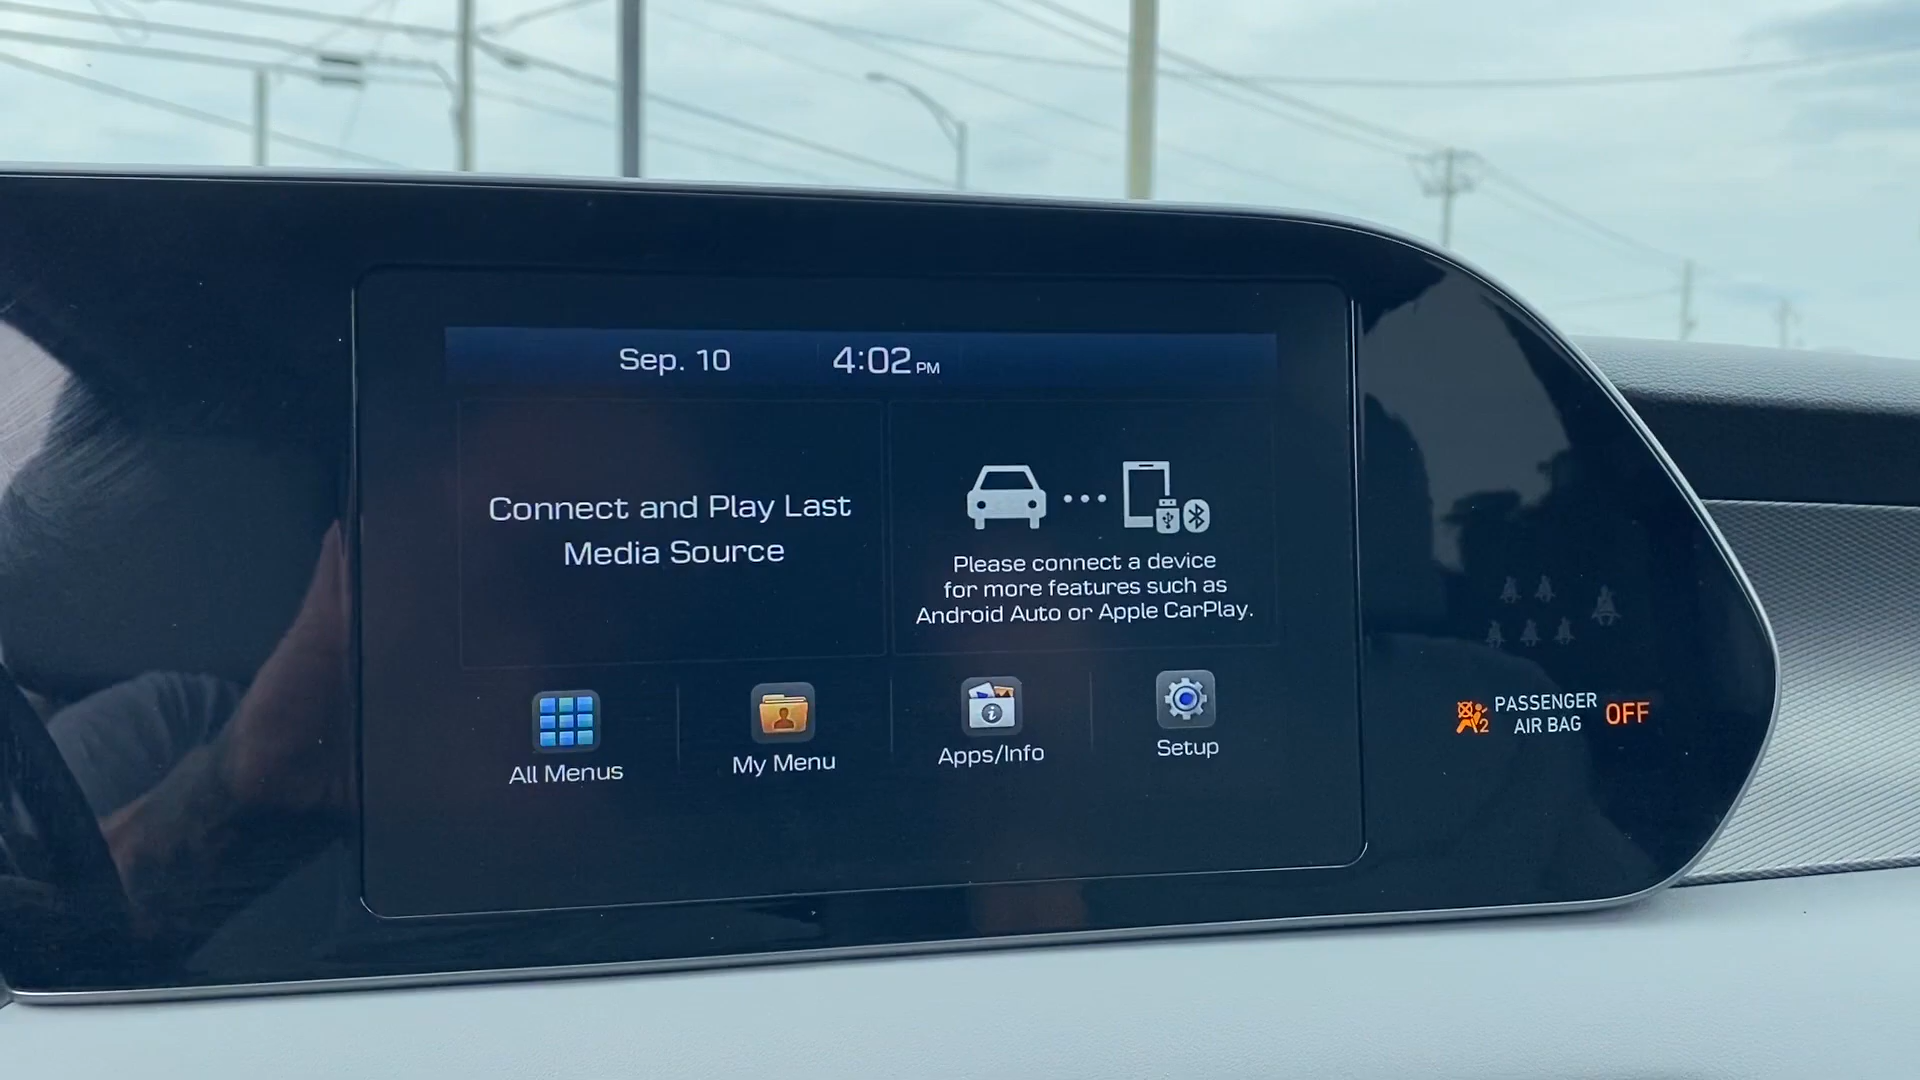 Sep. 10
4:02 PM
Connect and Play Last
Media Source
Please connect a device
for more features such as
Android Auto or Apple CarPlay.
All Menus
My Menu
Apps/Info
Setup
2
PASSENGER
AIR BAG
OFF